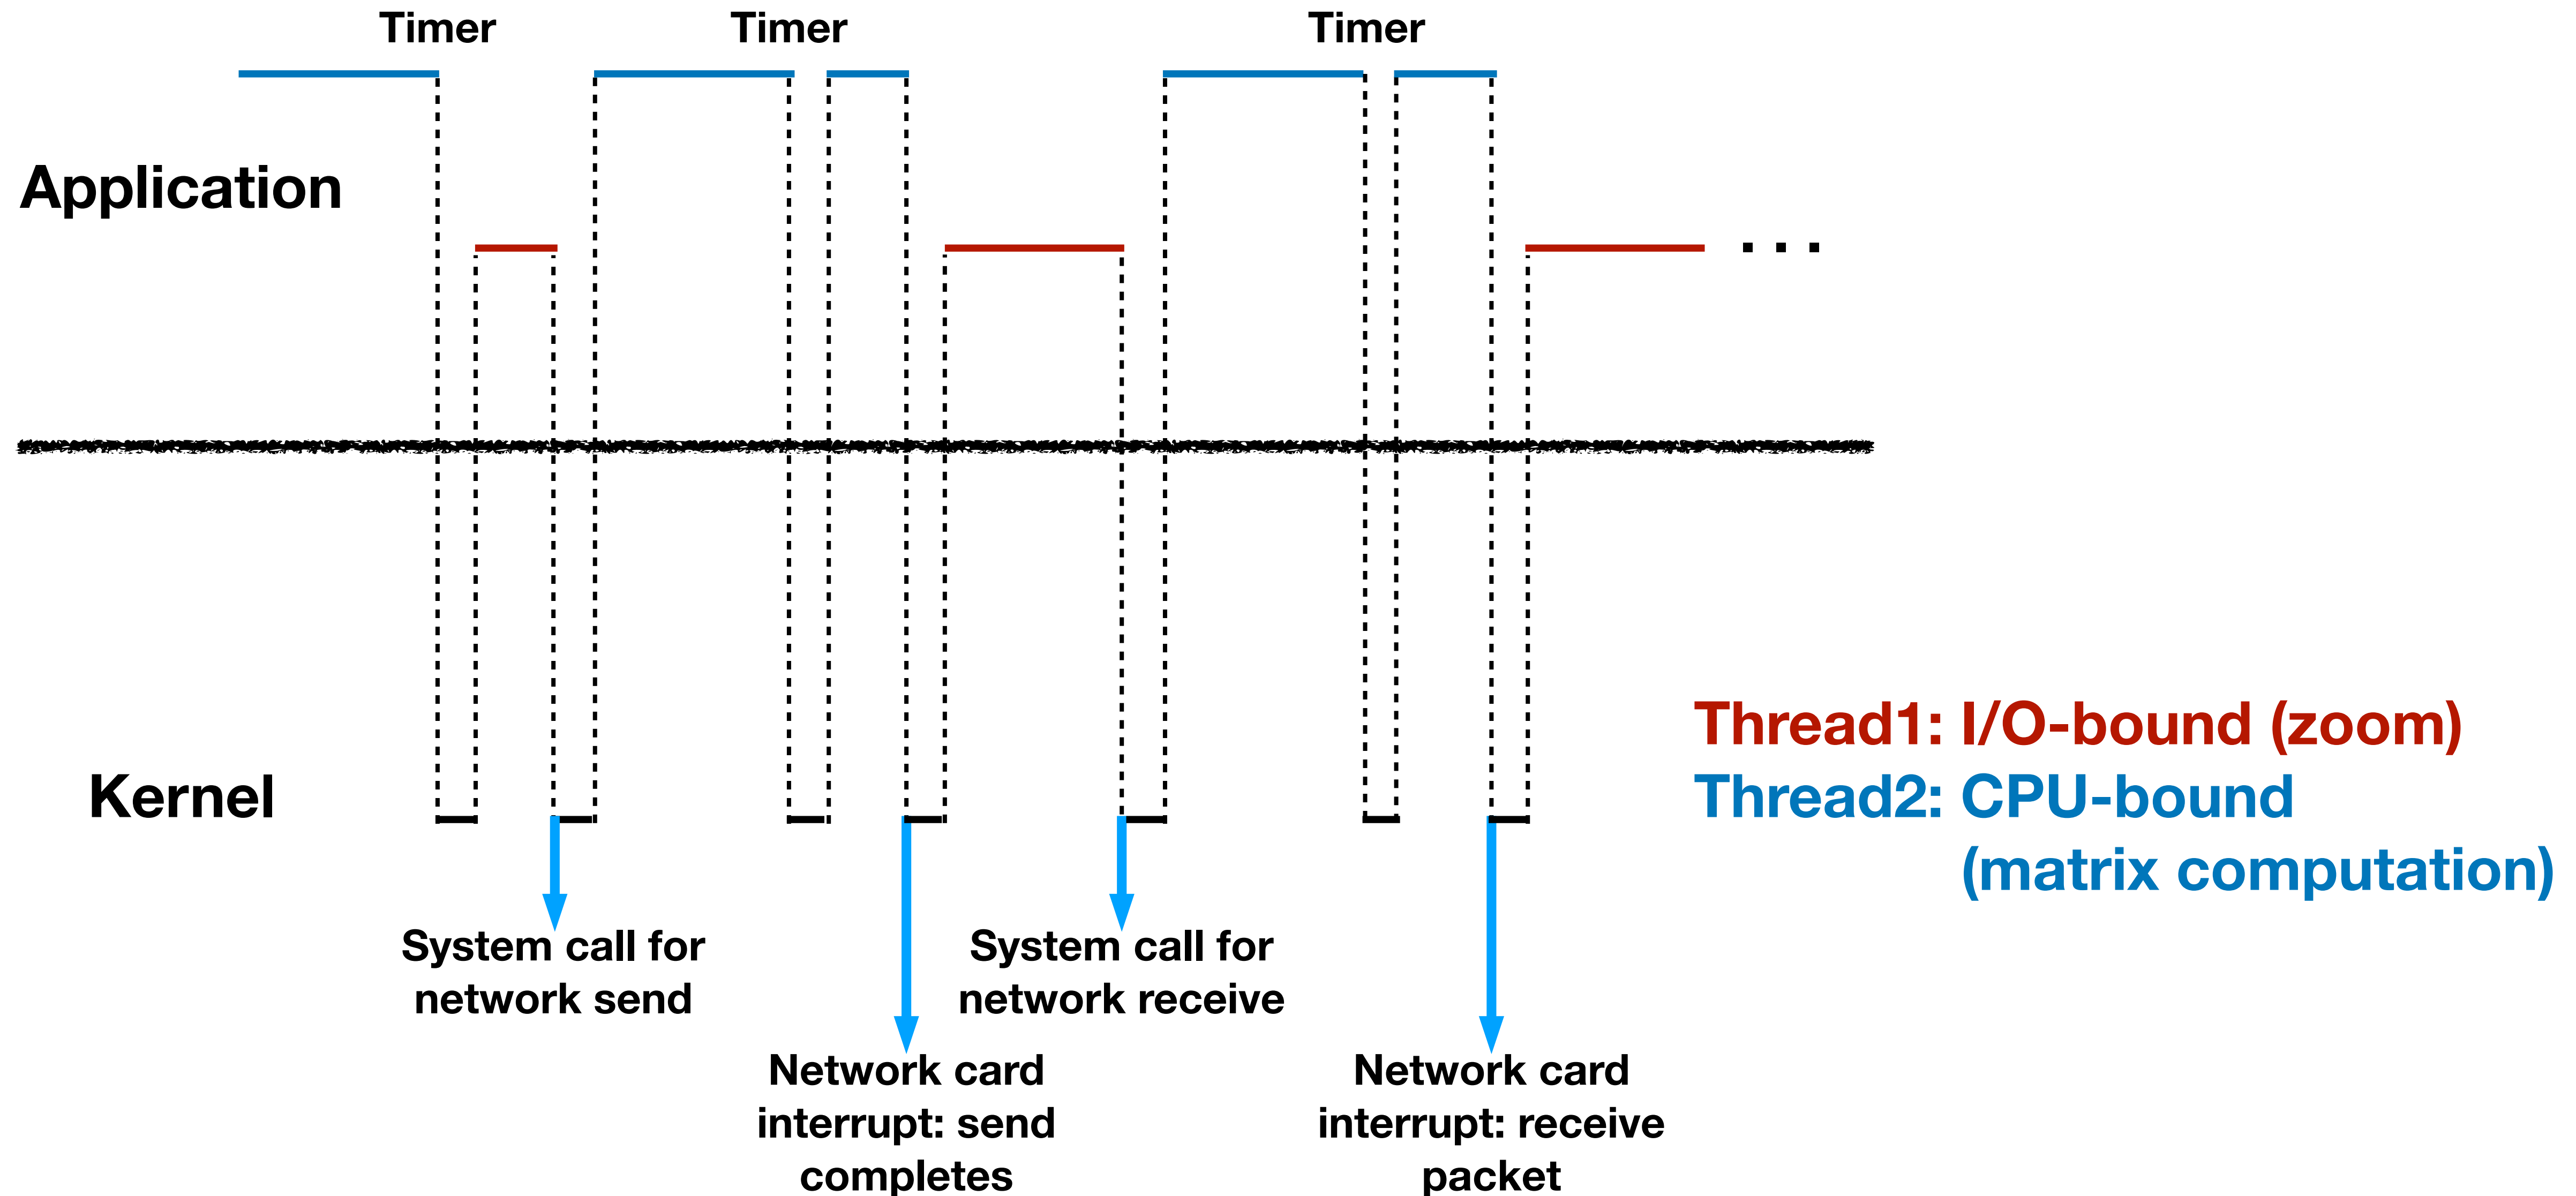 Timer
Timer
Timer
Application
Kernel
Thread1: I/O-bound (zoom)
Thread2: CPU-bound
(matrix computation)
System call for
network send
System call for
network receive
Network card
interrupt: send
completes
Network card
interrupt: receive
packet